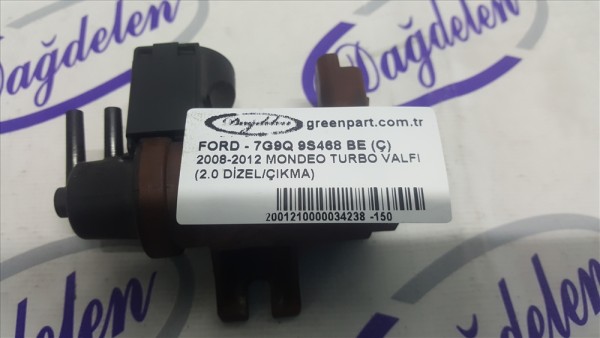 Dağdelen
Dağdelen
Dağdelen greenpart.com.tr
FORD - 7G9Q 9S468 BE (Ç)
2008-2012 MONDEO TURBO VALFİ
(2.0 DİZEL/ÇIKMA)
2001210000034238 -150
Dağdelen
Dağdelen